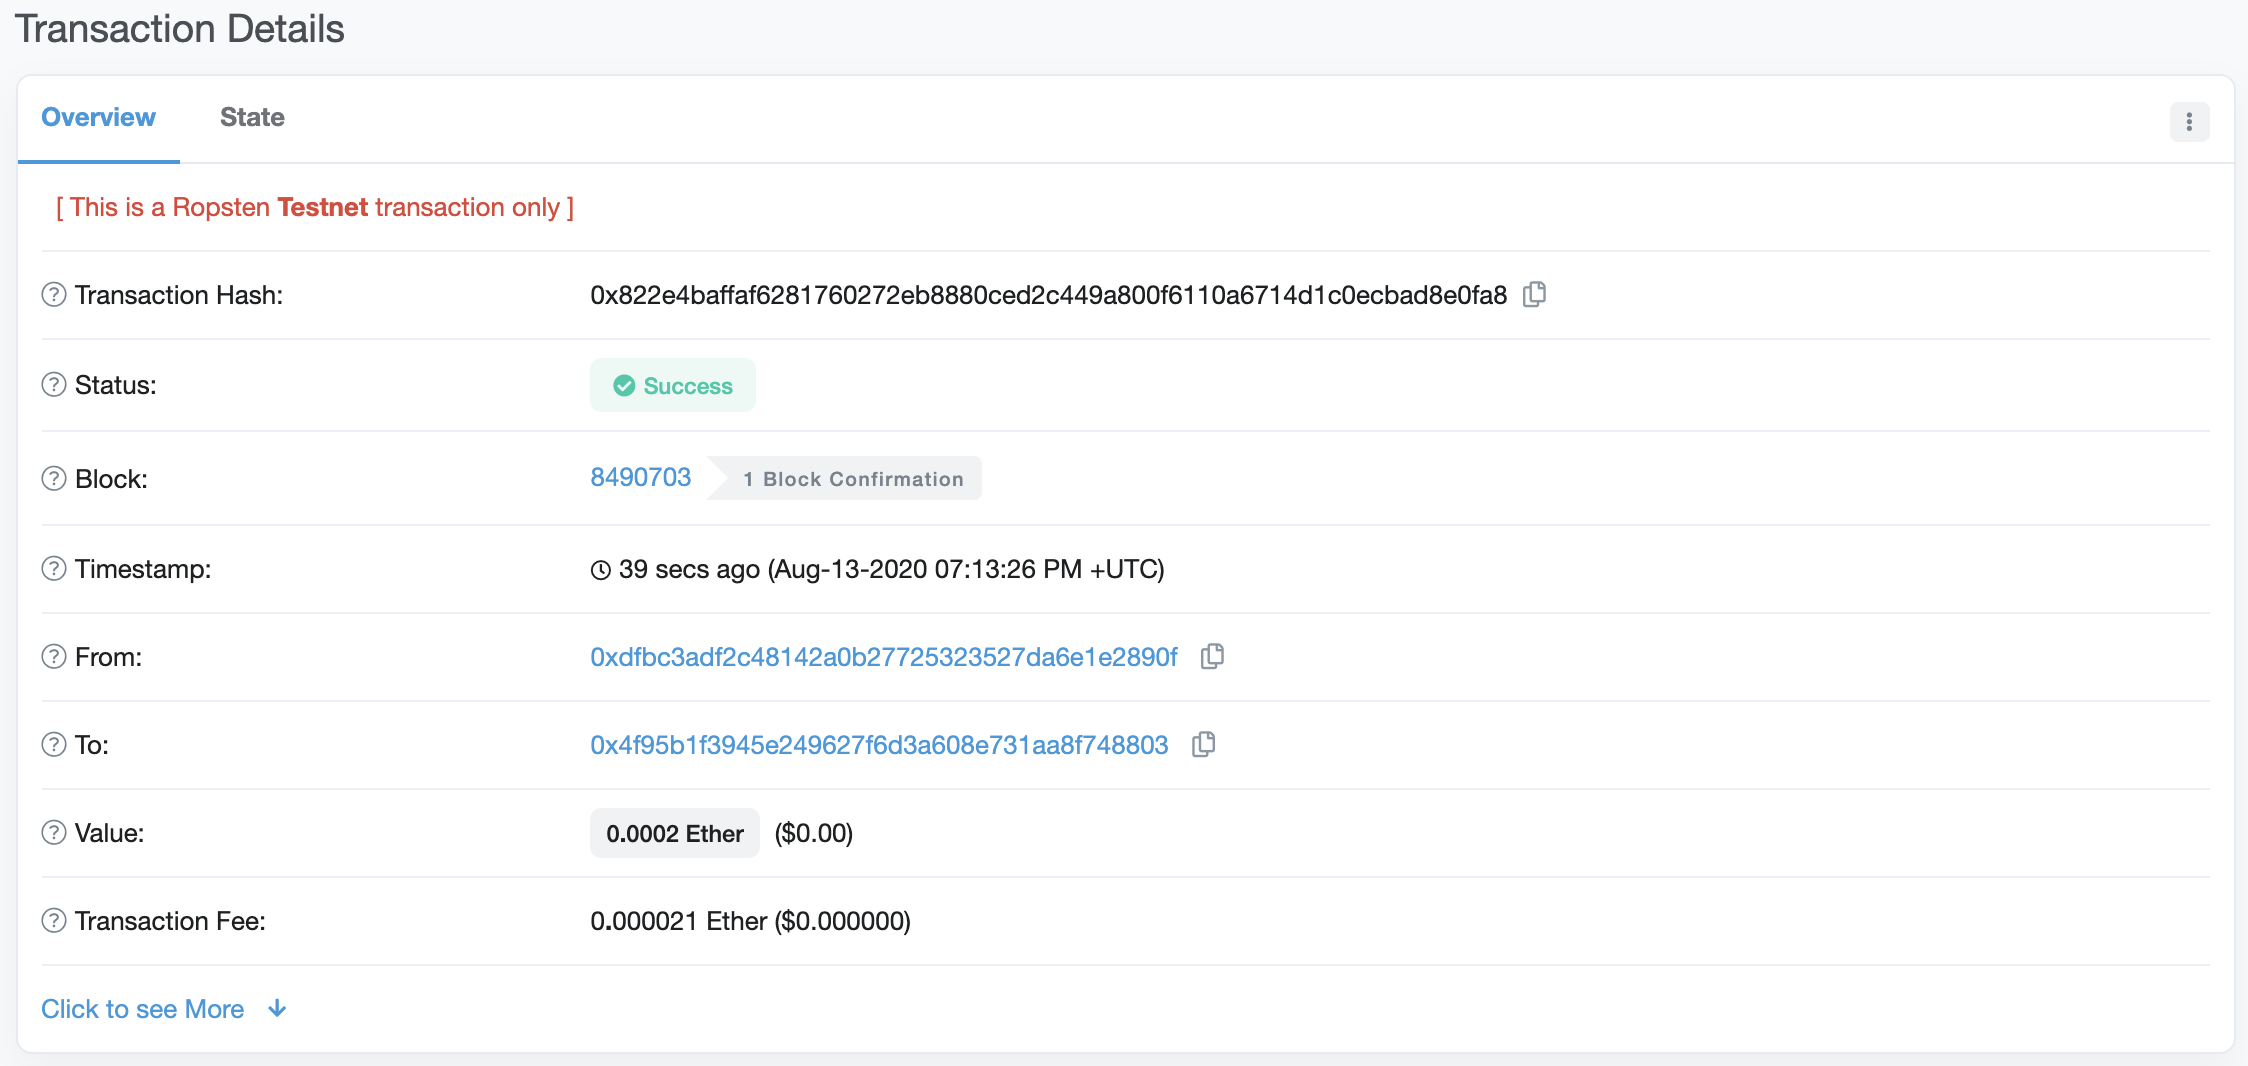 Transaction Details
Overview State
[ This is a Ropsten Testnet transaction only ]
Transaction Hash: 0x822e4baffaf6281760272eb8880ced2c449a800f6110a6714d1c0ecbad8e0fa8
Status: Success
Block: 8490703 1 Block Confirmation
Timestamp: 39 secs ago (Aug-13-2020 07:13:26 PM +UTC)
From: 0xdfbc3adf2c48142a0b27725323527da6e1e2890f
To: 0x4f95b1f3945e249627f6d3a608e731aa8f748803
Value: 0.0002 Ether ($0.00)
Transaction Fee: 0.000021 Ether ($0.000000)
Click to see More